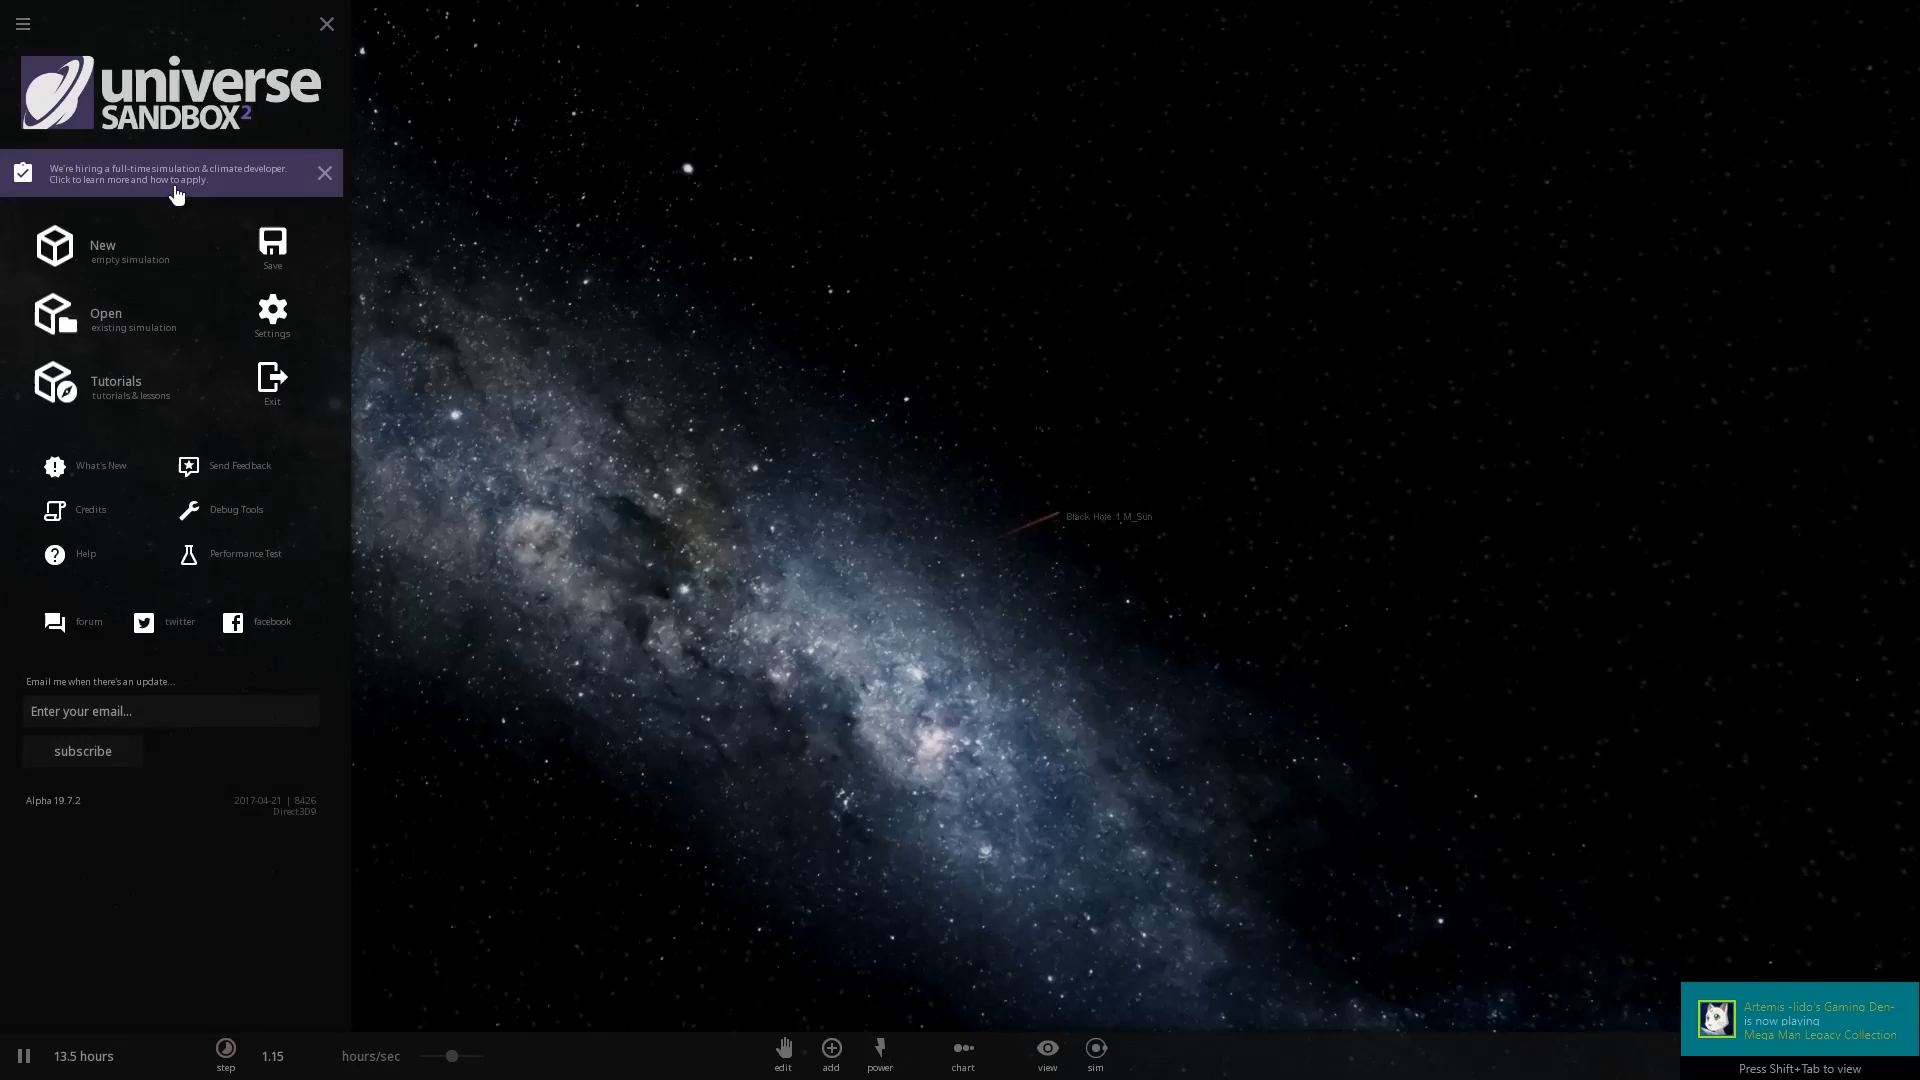 universe
SANDBOX 2
We're hiring a full-time simulation & climate developer.
Click to learn more and how to apply.
New
empty simulation
Save
Open
existing simulation
Settings
Tutorials
tutorials & lessons
Exit
What's New
Send Feedback
Credits
Debug Tools
Help
Performance Test
forum
twitter
facebook
Email me when there's an update...
Enter your email...
subscribe
Alpha 19.7.2
2017-04-21 | 8426
Direct3D9
Black Hole 1 M_Sun
13.5 hours
step
1.15
hours/sec
edit
add
power
chart
view
sim
Artemis -Iido's Gaming Den-
is now playing
Mega Man Legacy Collection
Press Shift+Tab to view